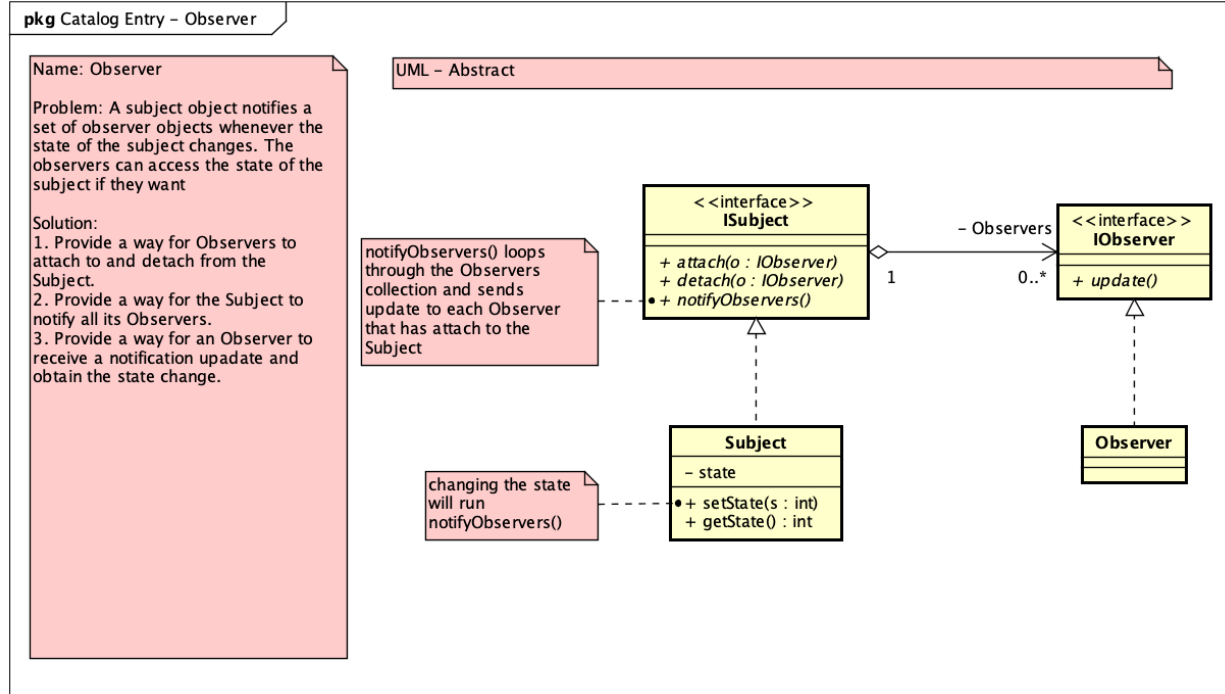 pkg Catalog Entry – Observer
Name: Observer
Problem: A subject object notifies a
set of observer objects whenever the
state of the subject changes. The
observers can access the state of the
subject if they want
Solution:
1. Provide a way for Observers to
attach to and detach from the
Subject.
2. Provide a way for the Subject to
notify all its Observers.
3. Provide a way for an Observer to
receive a notification upadate and
obtain the state change.
UML – Abstract
notifyObservers() loops
through the Observers
collection and sends
update to each Observer
that has attach to the
Subject
<<interface>>
ISubject
+ attach(o : IObserver)
+ detach(o : IObserver)
+ notifyObservers()
– Observers
1
0..*
<<interface>>
IObserver
+ update()
changing the state
will run
notifyObservers()
Subject
– state
+ setState(s : int)
+ getState() : int
Observer